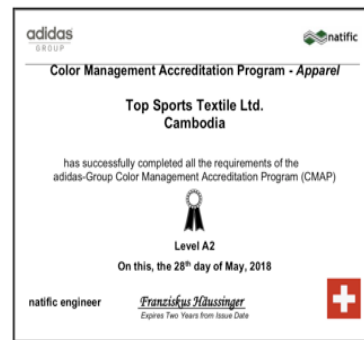 adidas
GROUP
natific
Color Management Accreditation Program - Apparel
Top Sports Textile Ltd.
Cambodia
has successfully completed all the requirements of the
adidas-Group Color Management Accreditation Program (CMAP)
Level A2
On this, the 28th day of May, 2018
natific engineer
Franziskus Häussinger
Expires Two Years from Issue Date